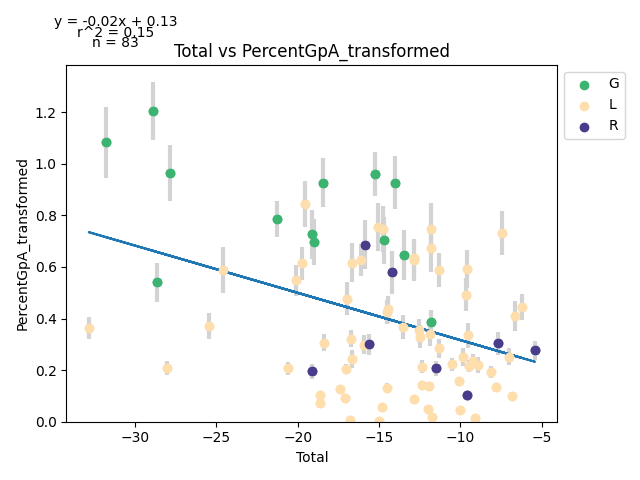 y = -0.02x + 0.13
r^2 = 0.15
n = 83
Total vs PercentGpA_transformed
G
L
R
PercentGpA_transformed
1.2
1.0
0.8
0.6
0.4
0.2
0.0
−30 −25 −20 −15 −10 −5
Total